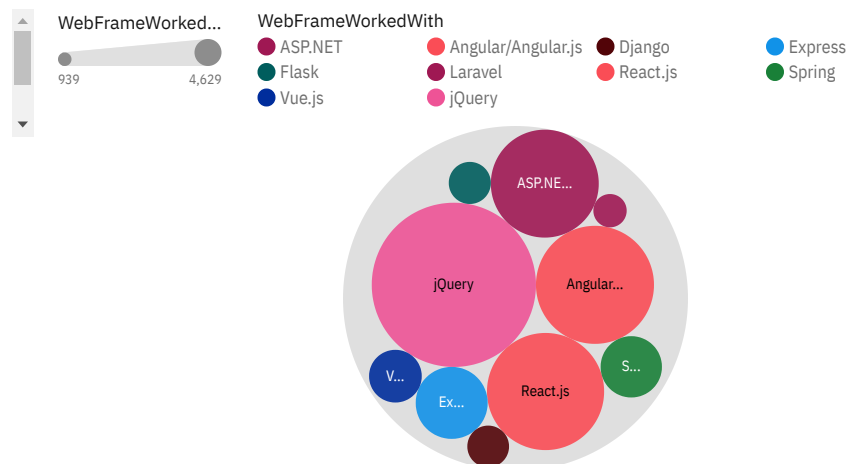 WebFrameWorked...
939 4,629
WebFrameWorkedWith
ASP.NET Angular/Angular.js Django Express
Flask Laravel React.js Spring
Vue.js jQuery
ASP.NE...
jQuery Angular...
S...
V... React.js
Ex...